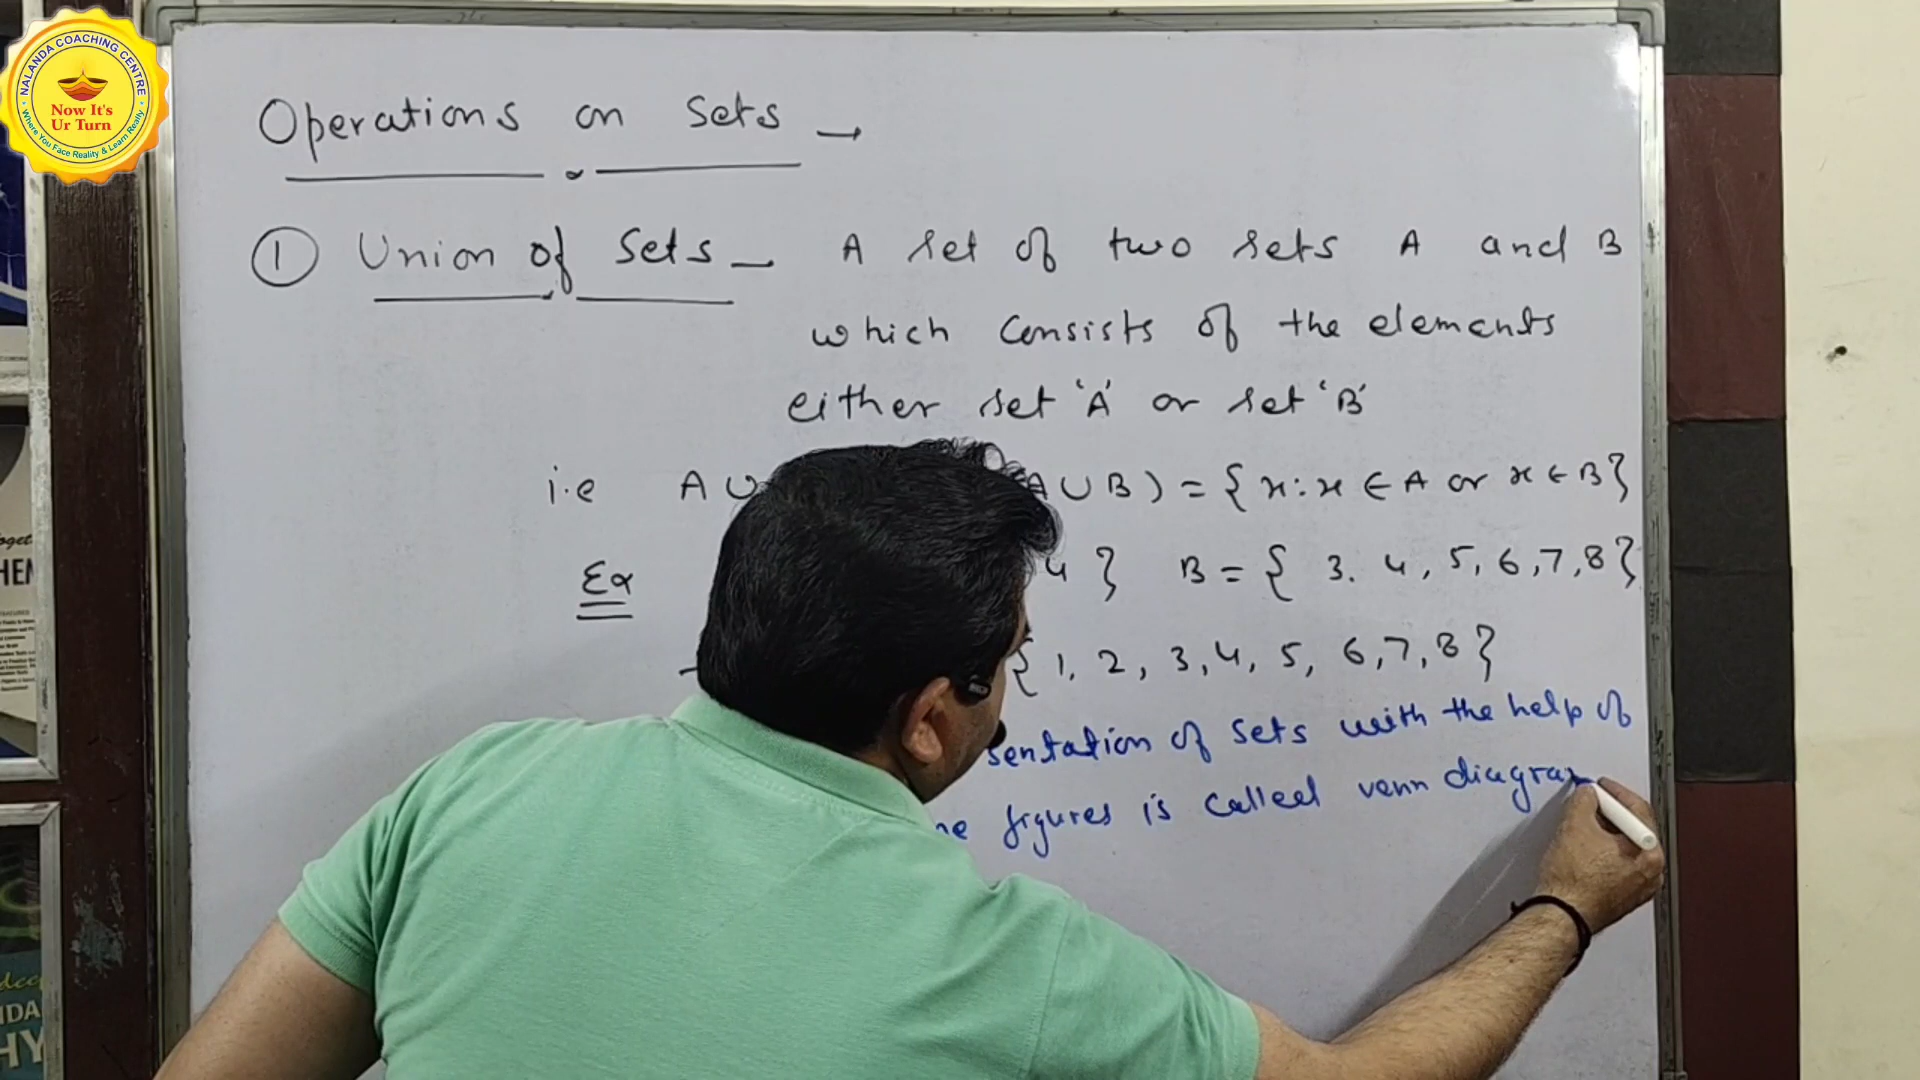 NALANDA COACHING CENTRE
Now It's
Ur Turn
Where You Face Reality & Learn Really
Operations on Sets →
① Union of Sets – A set of two sets A and B
which consists of the elements
either set 'A' or set 'B'
i.e A ∪ A ∪ B ) = { x : x ∈ A or x ∈ B }
Ex 4 } B = { 3. 4, 5, 6, 7, 8 }
{ 1, 2, 3, 4, 5, 6, 7, 8 }
sentation of sets with the help of
figures is called venn diagra